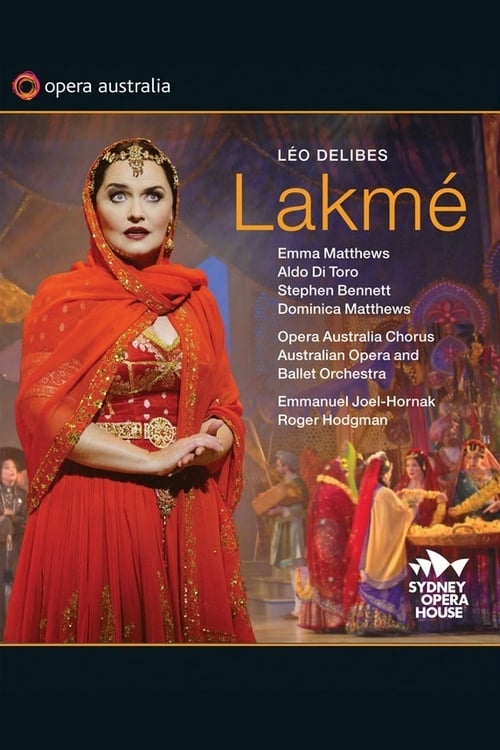 opera australia
LÉO DELIBES
Lakmé
Emma Matthews
Aldo Di Toro
Stephen Bennett
Dominica Matthews
Opera Australia Chorus
Australian Opera and
Ballet Orchestra
Emmanuel Joel-Hornak
Roger Hodgman
SYDNEY
OPERA
HOUSE